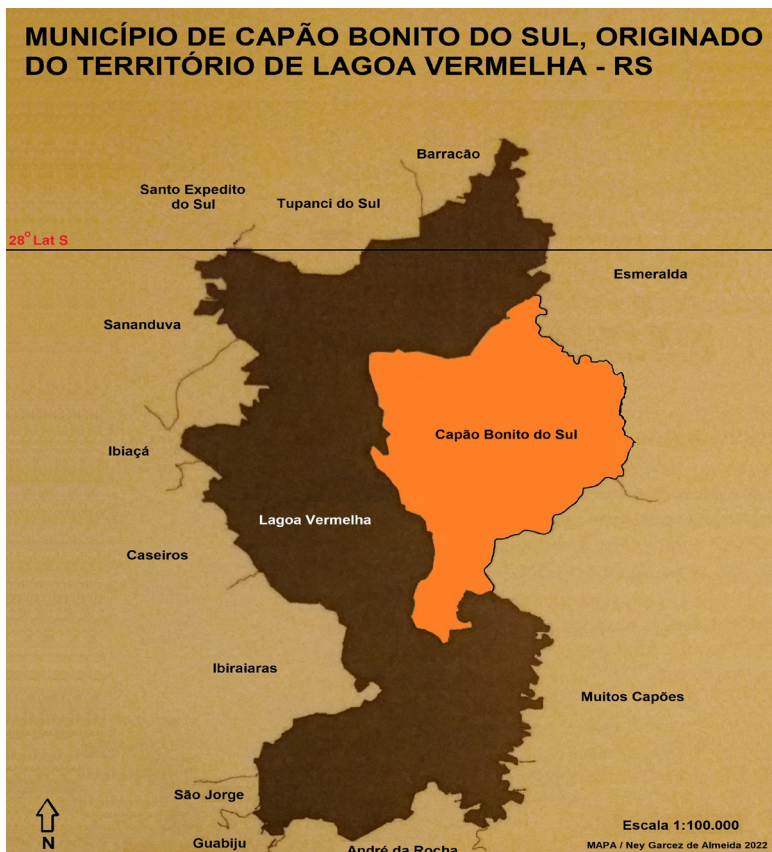 MUNICÍPIO DE CAPÃO BONITO DO SUL, ORIGINADO
DO TERRITÓRIO DE LAGOA VERMELHA - RS
Barracão
Santo Expedito
do Sul
Tupanci do Sul
28° Lat S
Esmeralda
Sananduva
Capão Bonito do Sul
Ibiaçá
Lagoa Vermelha
Caseiros
Ibiraiaras
Muitos Capões
São Jorge
Escala 1:100.000
N
Guabiju
André da Rocha
MAPA / Ney Garcez de Almeida 2022